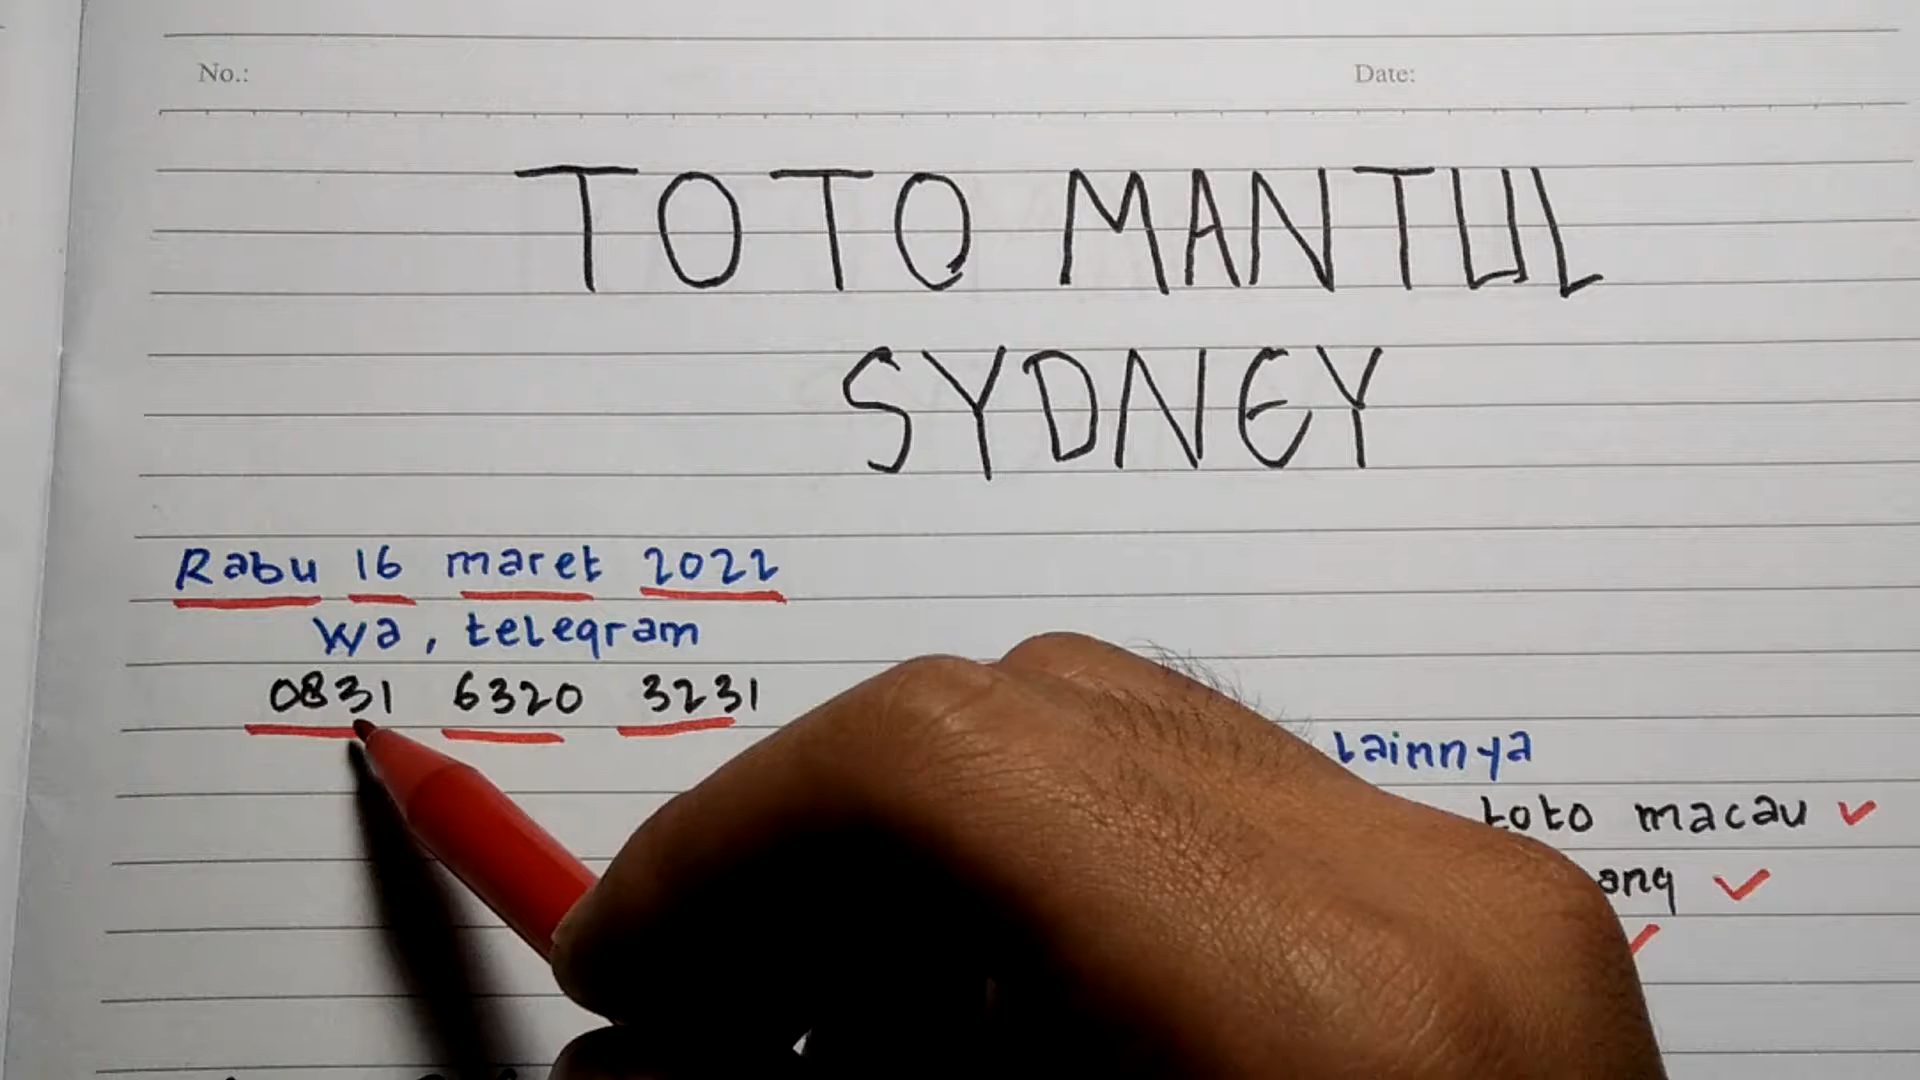 No.: Date:
TOTO MANTUL
SYDNEY
Rabu 16 maret 2022
Wa, telegram
0831 6320 3231
lainnya
toto macau